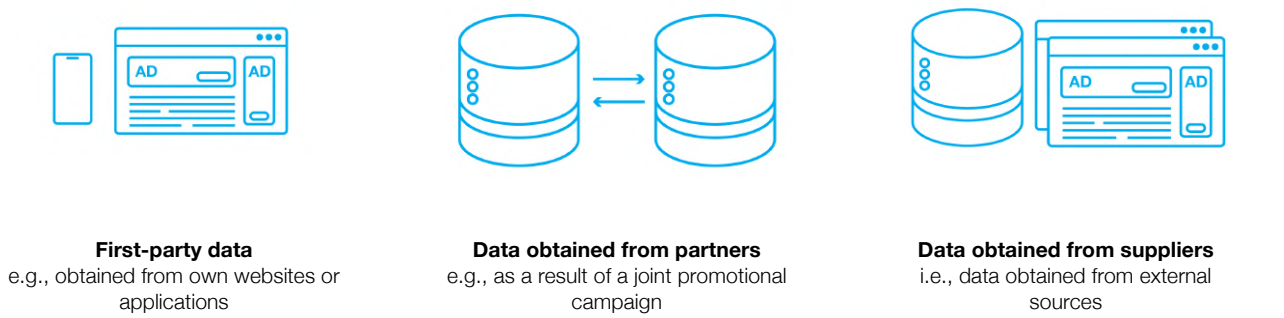 AD
AD
AD
AD
First-party data
e.g., obtained from own websites or
applications
Data obtained from partners
e.g., as a result of a joint promotional
campaign
Data obtained from suppliers
i.e., data obtained from external
sources